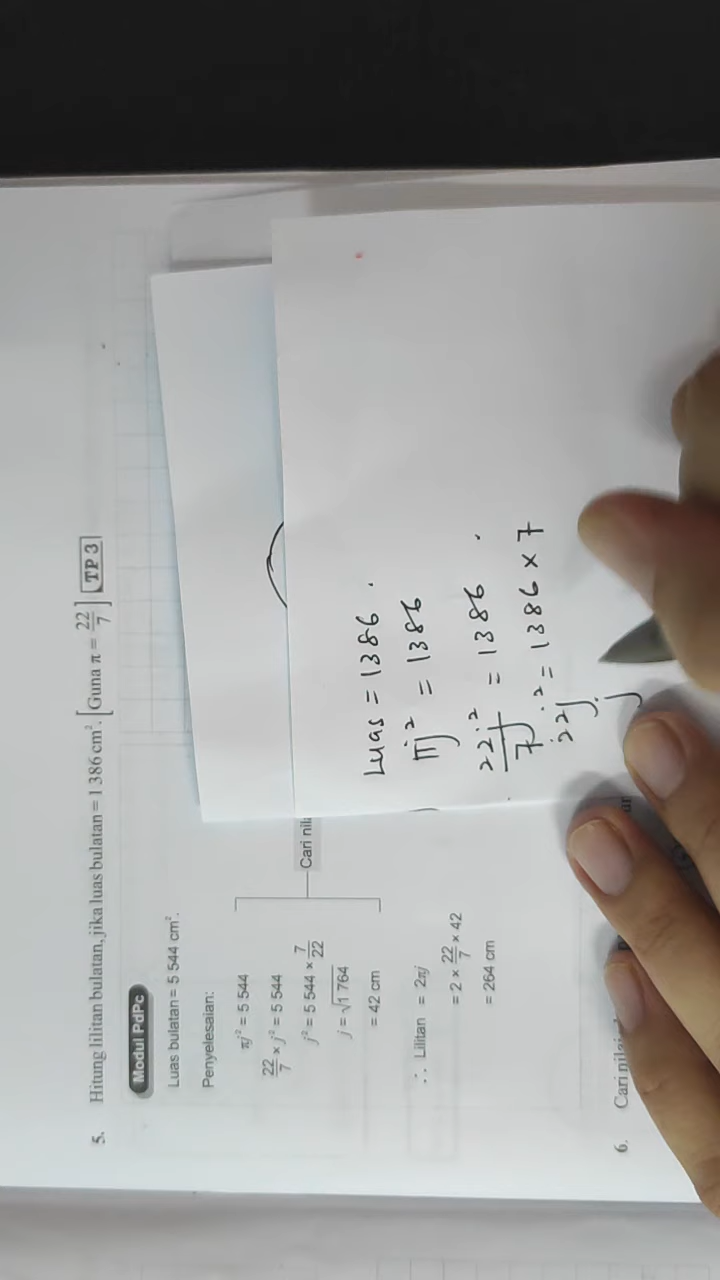 5. Hitung lilitan bulatan, jika luas bulatan = 1 386 cm². [Guna π = 22/7] TP 3
Modul PdPc
Luas bulatan = 5 544 cm².
Penyelesaian:
πj² = 5 544
22/7 × j² = 5 544
j² = 5 544 × 7/22
j = √1 764
= 42 cm
Cari
∴ Lilitan = 2πj
= 2 × 22/7 × 42
= 264 cm
6. Cari
Luas = 1386.
πj² = 1386
22/7 j² = 1386.
22j² = 1386 × 7
j